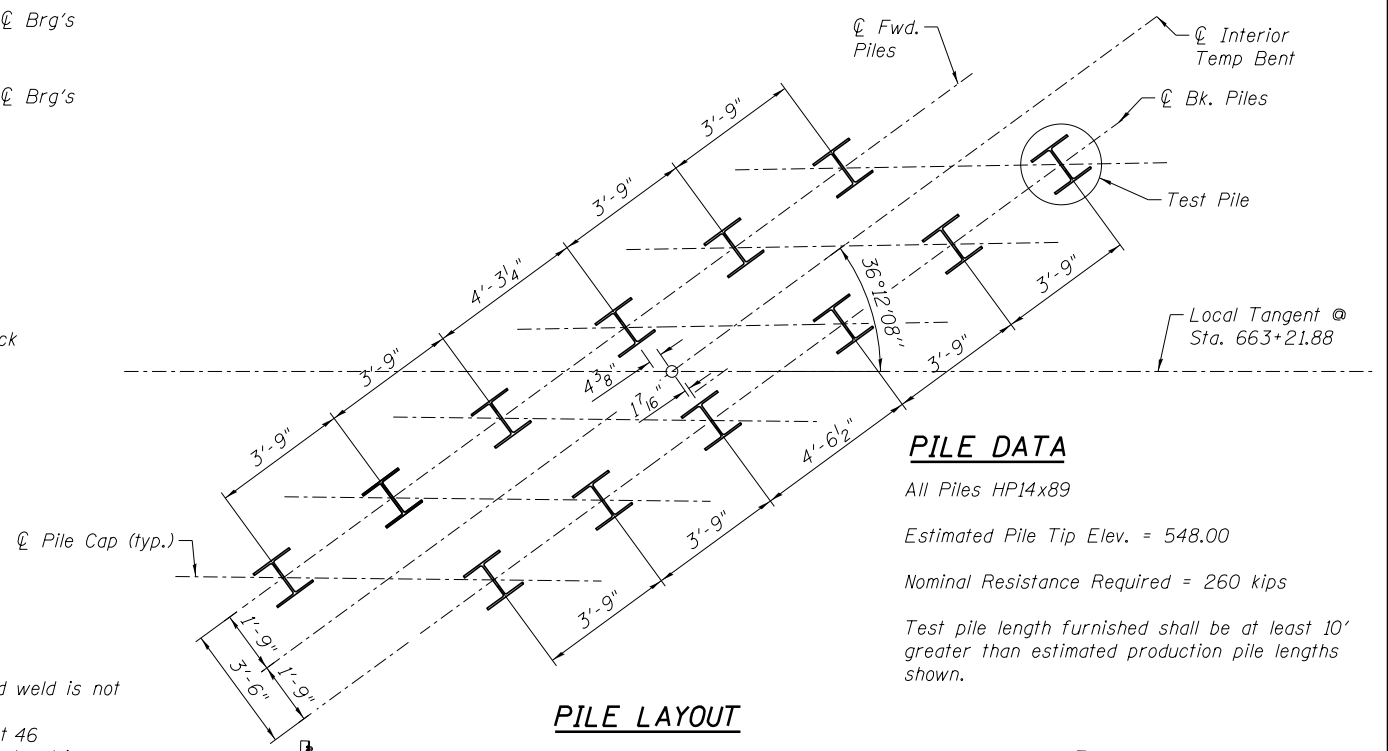 ℄ Brg's
℄ Brg's
℄ Fwd.
Piles
℄ Interior
Temp Bent
℄ Bk. Piles
Test Pile
3'-9"
3'-9"
4'-3¼"
3'-9"
3'-9"
36°12'08"
3'-9"
3'-9"
4'-6½"
3'-9"
3'-9"
4⅜"
1 7/16"
Local Tangent @
Sta. 663+21.88
ck
℄ Pile Cap (typ.)
1'-9"
1'-9"
3'-6"
PILE DATA
All Piles HP14x89
Estimated Pile Tip Elev. = 548.00
Nominal Resistance Required = 260 kips
Test pile length furnished shall be at least 10'
greater than estimated production pile lengths
shown.
d weld is not
t 46
PILE LAYOUT